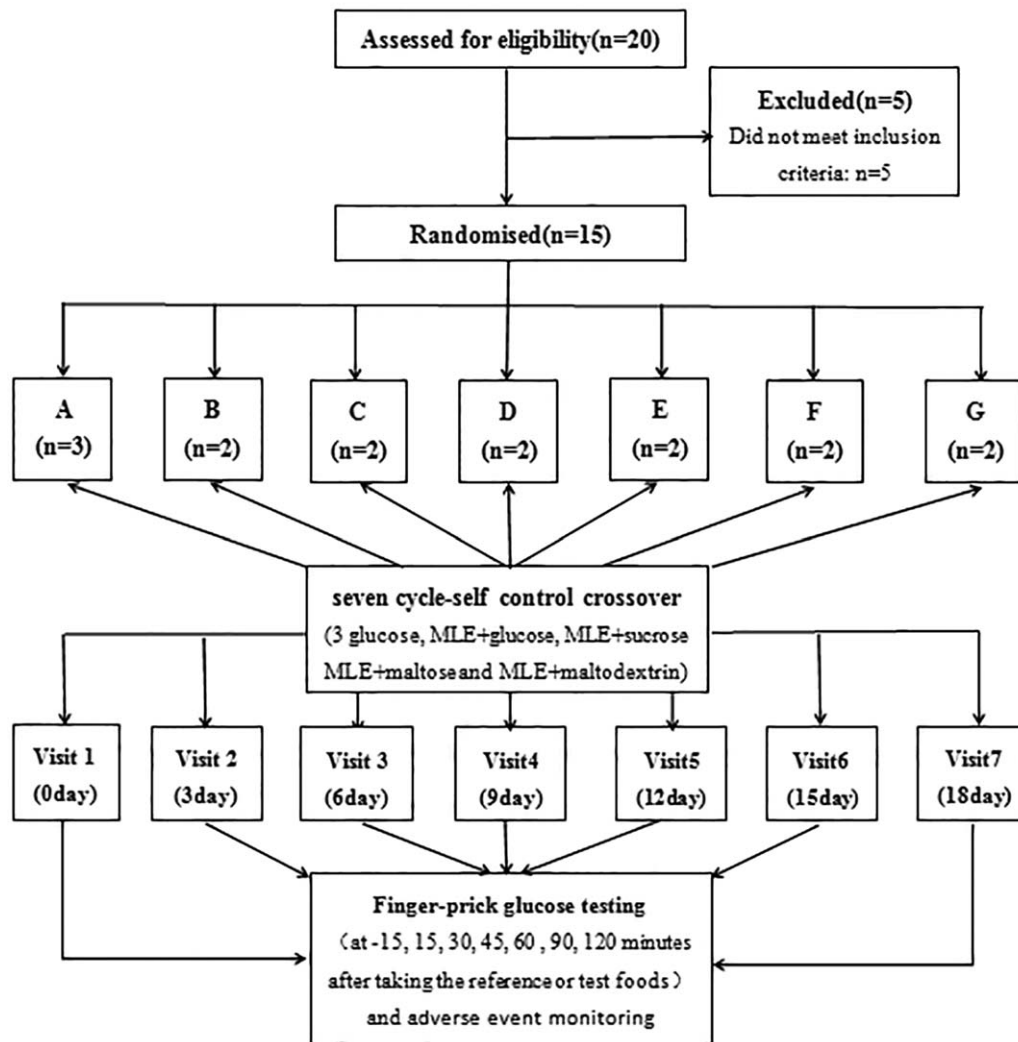 Assessed for eligibility(n=20)
Excluded(n=5)
Did not meet inclusion
criteria: n=5
Randomised(n=15)
A
(n=3)
B
(n=2)
C
(n=2)
D
(n=2)
E
(n=2)
F
(n=2)
G
(n=2)
seven cycle-self control crossover
(3 glucose, MLE+glucose, MLE+sucrose
MLE+maltose and MLE+maltodextrin)
Visit 1
(0day)
Visit 2
(3day)
Visit 3
(6day)
Visit4
(9day)
Visit5
(12day)
Visit6
(15day)
Visit7
(18day)
Finger-prick glucose testing
（at -15, 15, 30, 45, 60 , 90, 120 minutes
after taking the reference or test foods）
and adverse event monitoring